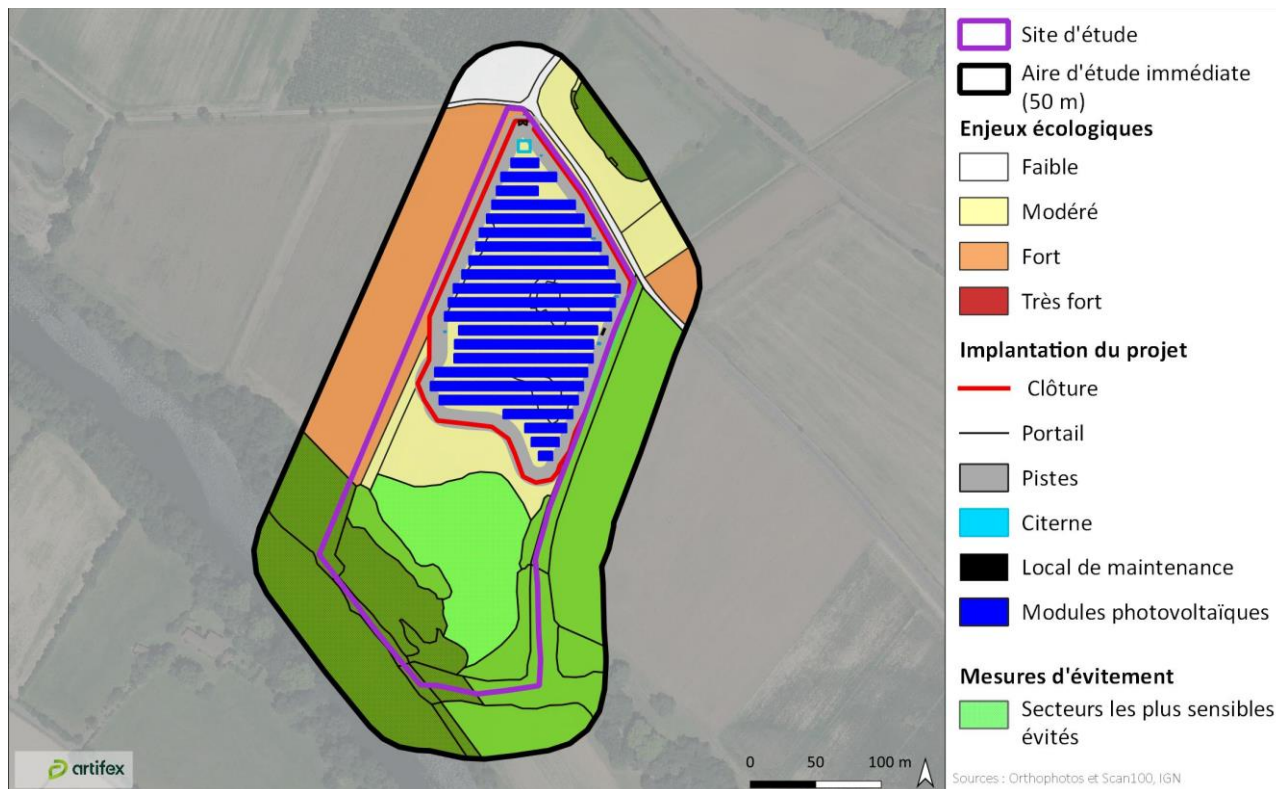 Site d'étude
Aire d'étude immédiate
(50 m)
Enjeux écologiques
Faible
Modéré
Fort
Très fort
Implantation du projet
Clôture
Portail
Pistes
Citerne
Local de maintenance
Modules photovoltaïques
Mesures d'évitement
Secteurs les plus sensibles
évités
Sources : Orthophotos et Scan100, IGN
0 50 100 m
artifex